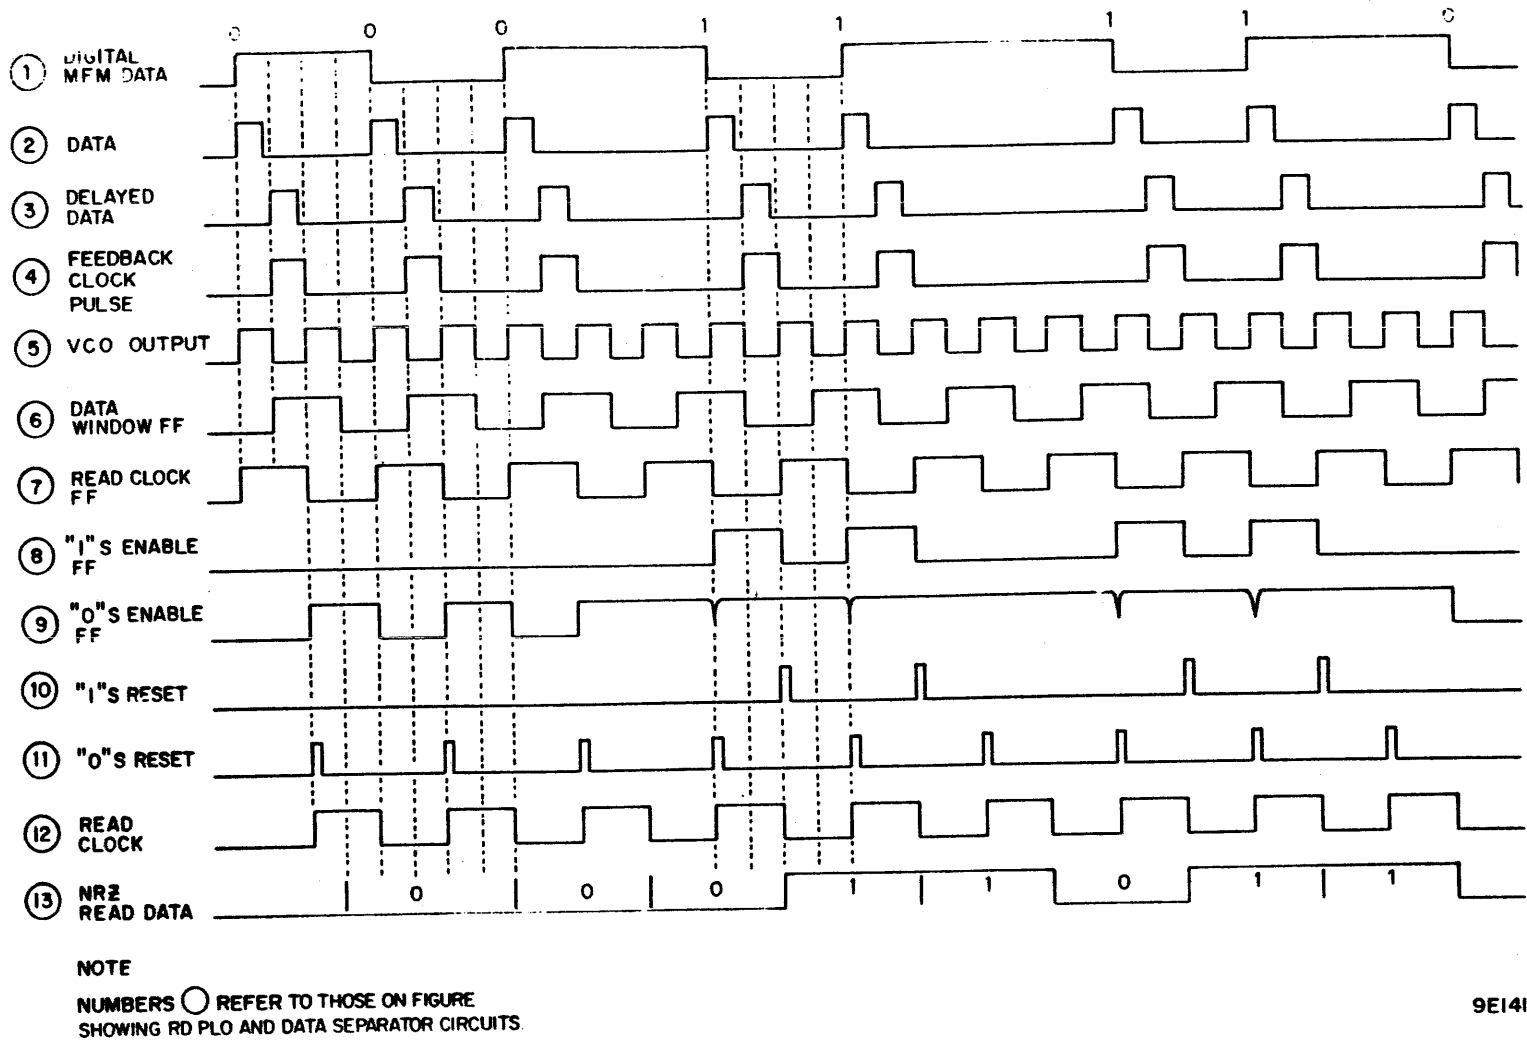 0 0 0 1 1 1 1 0
1 DIGITAL
MFM DATA
2 DATA
3 DELAYED
DATA
4 FEEDBACK
CLOCK
PULSE
5 VCO OUTPUT
6 DATA
WINDOW FF
7 READ CLOCK
FF
8 "I"S ENABLE
FF
9 "O"S ENABLE
FF
10 "I"S RESET
11 "O"S RESET
12 READ
CLOCK
13 NRZ
READ DATA
0 0 0 1 1 0 1 1
NOTE
NUMBERS ◯ REFER TO THOSE ON FIGURE
SHOWING RD PLO AND DATA SEPARATOR CIRCUITS.
9E141